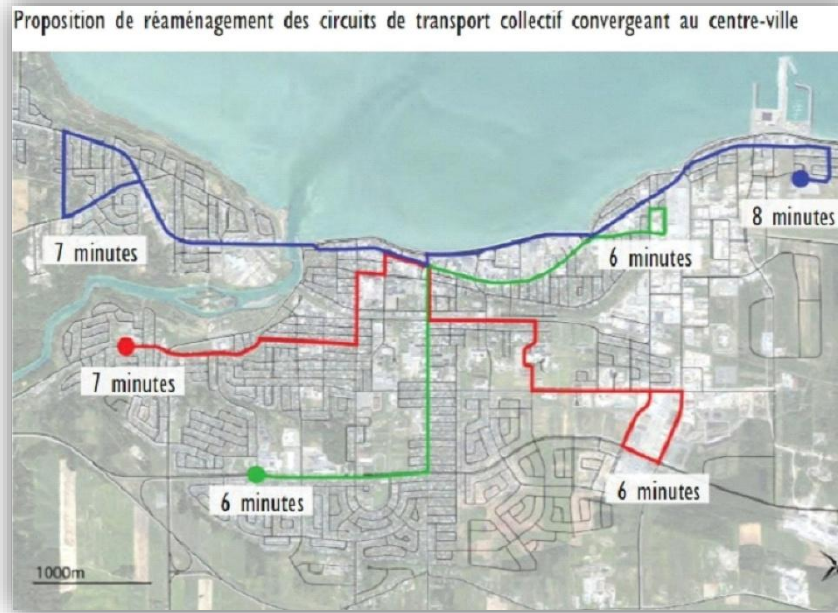 Proposition de réaménagement des circuits de transport collectif convergeant au centre-ville
8 minutes
7 minutes
6 minutes
7 minutes
6 minutes
6 minutes
1000m